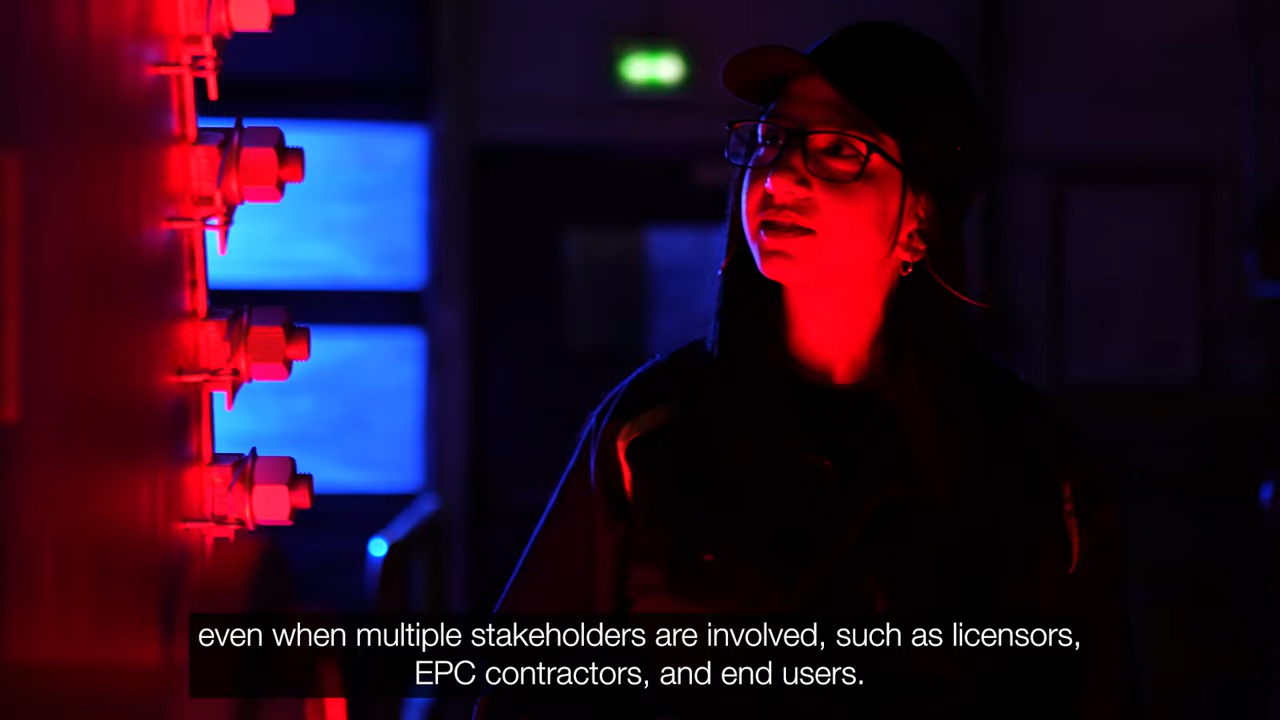 even when multiple stakeholders are involved, such as licensors,
EPC contractors, and end users.